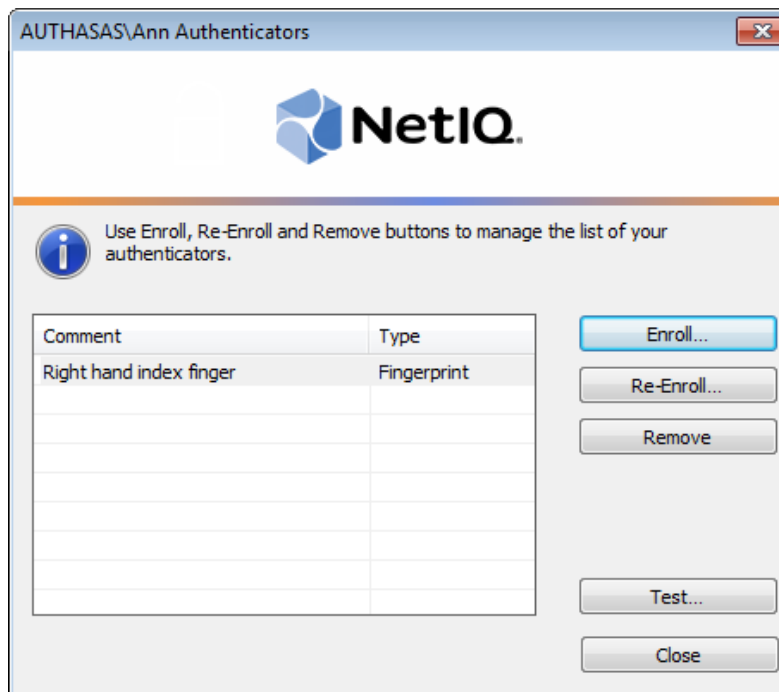 AUTHASAS\Ann Authenticators
NetIQ.
Use Enroll, Re-Enroll and Remove buttons to manage the list of your
authenticators.
Comment Type
Right hand index finger Fingerprint
Enroll...
Re-Enroll...
Remove
Test...
Close